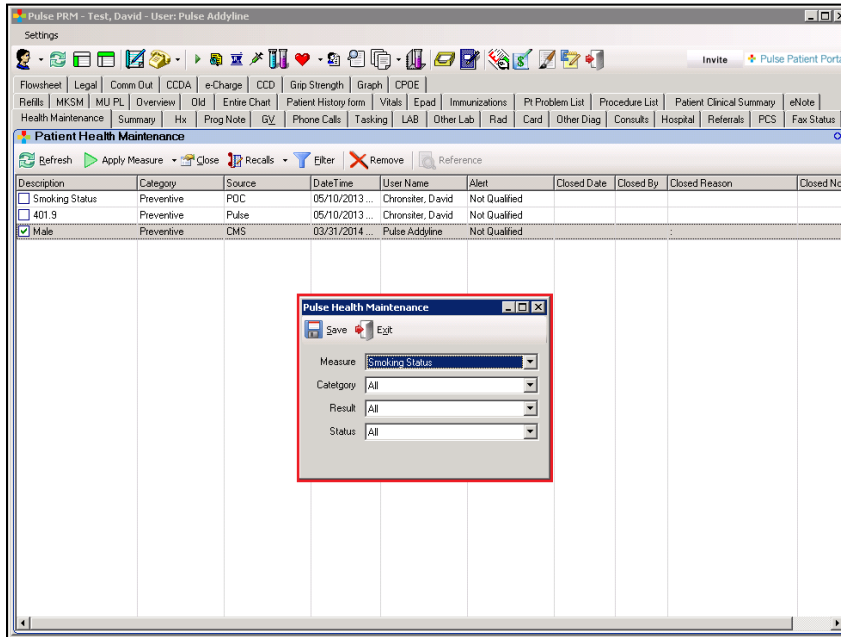 Pulse PRM - Test, David - User: Pulse Addyline
Settings
Invite Pulse Patient Porta
Flowsheet Legal Comm Out CCDA e-Charge CCD Grip Strength Graph CPOE
Refills MKSM MU PL Overview Old Entire Chart Patient History form Vitals Epad Immunizations Pt Problem List Procedure List Patient Clinical Summary eNote
Health Maintenance Summary Hx Prog Note GV Phone Calls Tasking LAB Other Lab Rad Card Other Diag Consults Hospital Referrals PCS Fax Status
Patient Health Maintenance
Refresh Apply Measure Close Recalls Filter Remove Reference
Description Category Source DateTime User Name Alert Closed Date Closed By Closed Reason Closed No
Smoking Status Preventive POC 05/10/2013 ... Chronsiter, David Not Qualified
401.9 Preventive Pulse 05/10/2013 ... Chronsiter, David Not Qualified
Male Preventive CMS 03/31/2014 ... Pulse Addyline Not Qualified :
Pulse Health Maintenance
Save Exit
Measure Smoking Status
Catetgory All
Result All
Status All